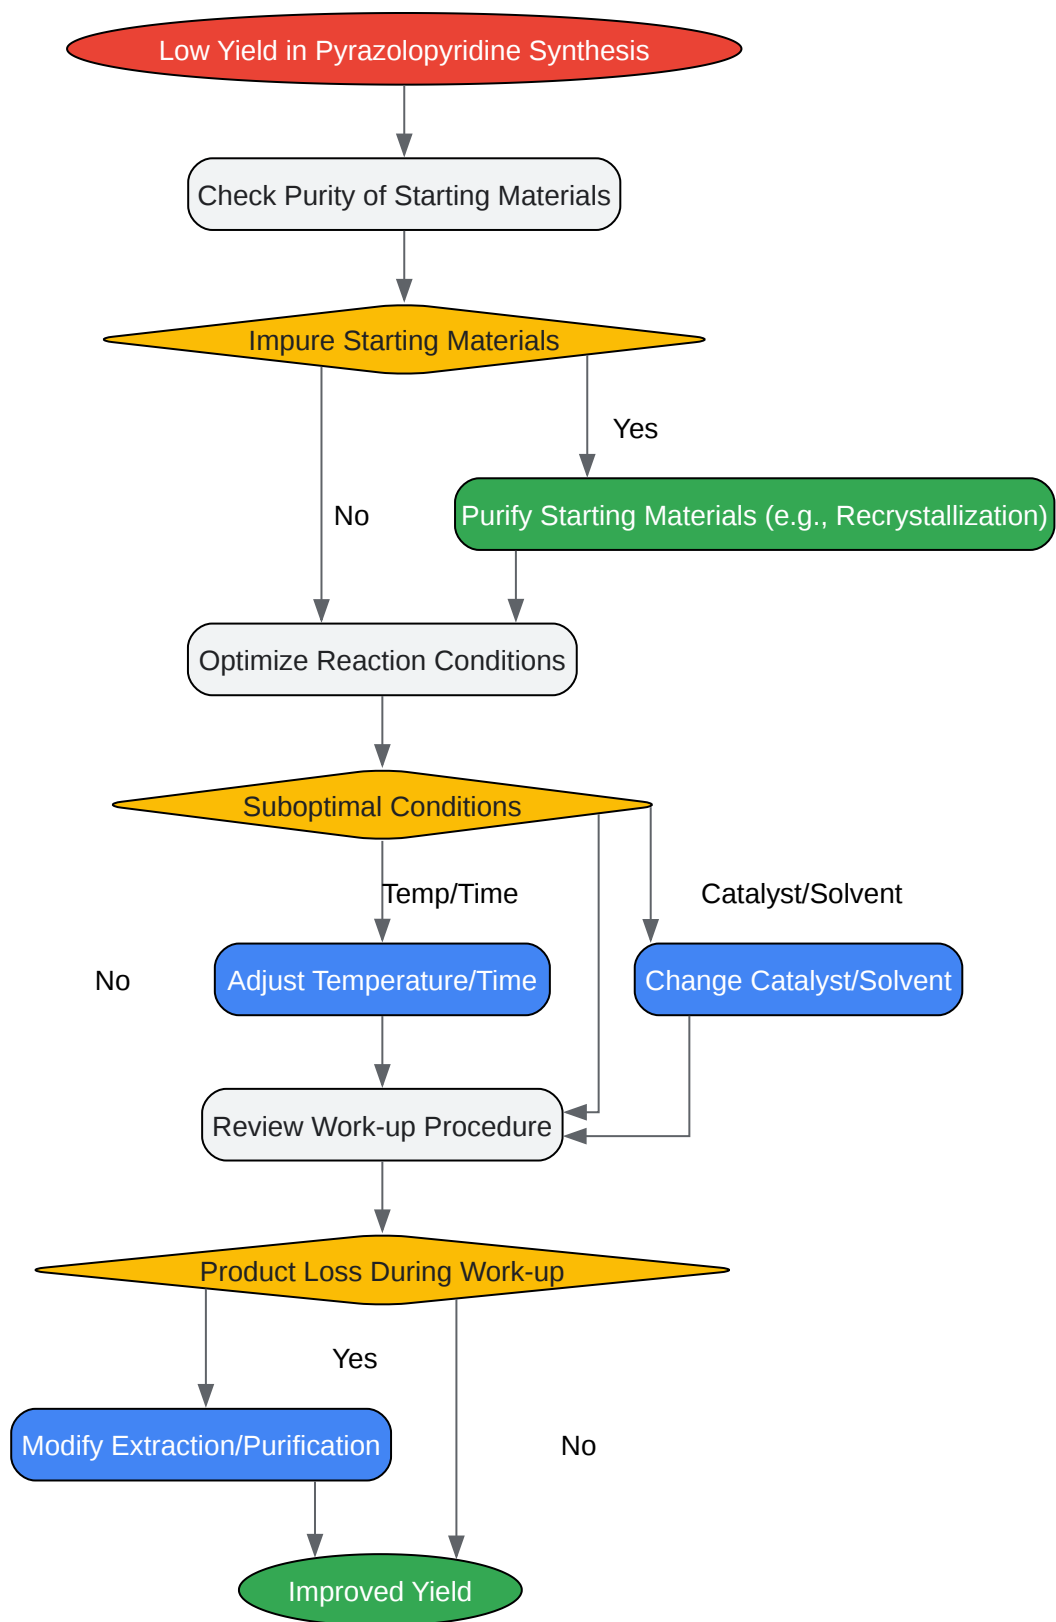 Low Yield in Pyrazolopyridine Synthesis
Check Purity of Starting Materials
Impure Starting Materials
Yes
No
Purify Starting Materials (e.g., Recrystallization)
Optimize Reaction Conditions
Suboptimal Conditions
Temp/Time
Catalyst/Solvent
No
Adjust Temperature/Time
Change Catalyst/Solvent
Review Work-up Procedure
Product Loss During Work-up
Yes
Modify Extraction/Purification
No
Improved Yield